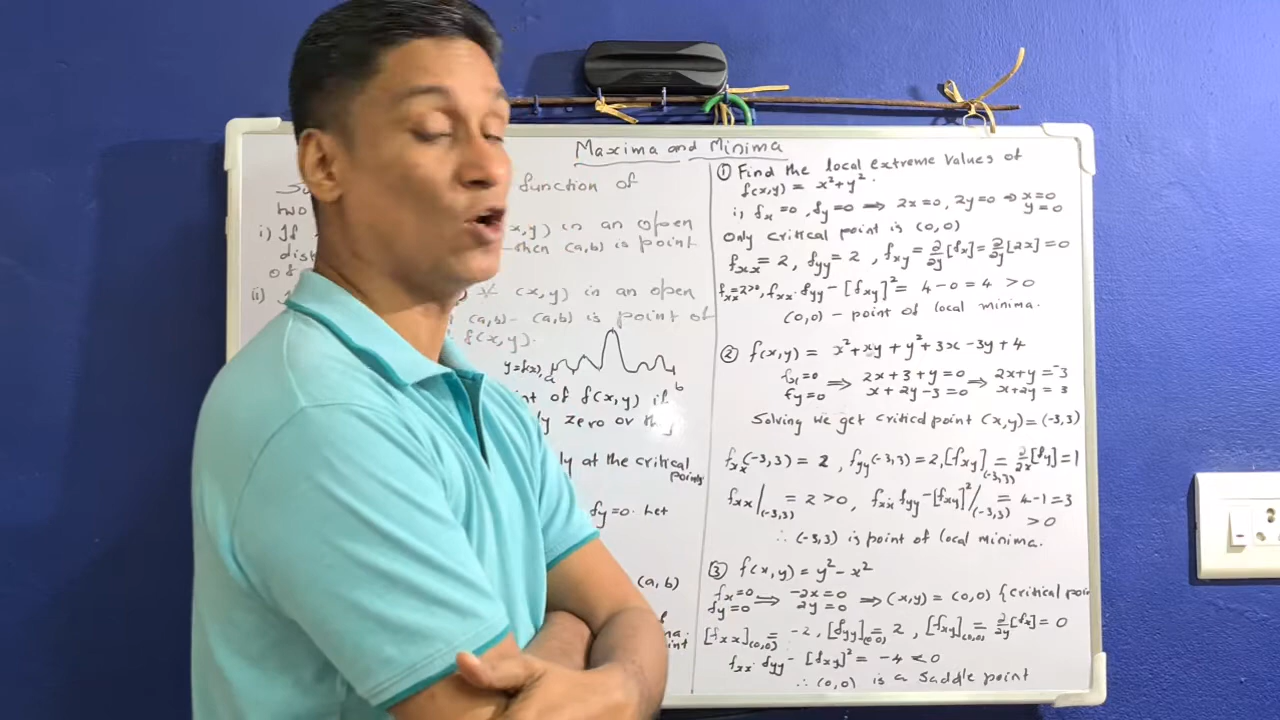 Maxima and Minima
function of
two
i) If x,y) in an open
then (a,b) is point
of
ii) ∀ (x,y) in an open
(a,b) - (a,b) is point of
f(x,y).
y=f(x) a b
of f(x,y) if
zero or
at the critical
points
fy=0. Let
(a,b)
① Find the local extreme values of
f(x,y) = x²+y².
i) fx=0, fy=0 ⇒ 2x=0, 2y=0 ⇒ x=0
y=0
Only critical point is (0,0)
fxx=2, fyy=2, fxy = ∂/∂y[fx] = ∂/∂y[2x]=0
fxx=2>0, fxx·fyy-[fxy]² = 4-0=4 >0
(0,0) - point of local minima.
② f(x,y) = x²+xy+y²+3x-3y+4
fx=0 ⇒ 2x+3+y=0 ⇒ 2x+y=-3
fy=0 x+2y-3=0 x+2y=3
Solving we get critical point (x,y)=(-3,3)
fxx(-3,3) = 2, fyy(-3,3)=2, [fxy](-3,3) = ∂/∂x[fy]=1
fxx|(-3,3) = 2>0, fxx fyy-[fxy]²/(-3,3) = 4-1=3
>0
∴ (-3,3) is point of local minima.
③ f(x,y) = y²-x²
fx=0 ⇒ -2x=0 ⇒ (x,y) = (0,0) {critical poin
fy=0 2y=0
[fxx](0,0) = -2, [fyy](0,0) = 2, [fxy](0,0) = ∂/∂y[fx]=0
fxx·fyy-[fxy]² = -4<0
∴ (0,0) is a saddle point